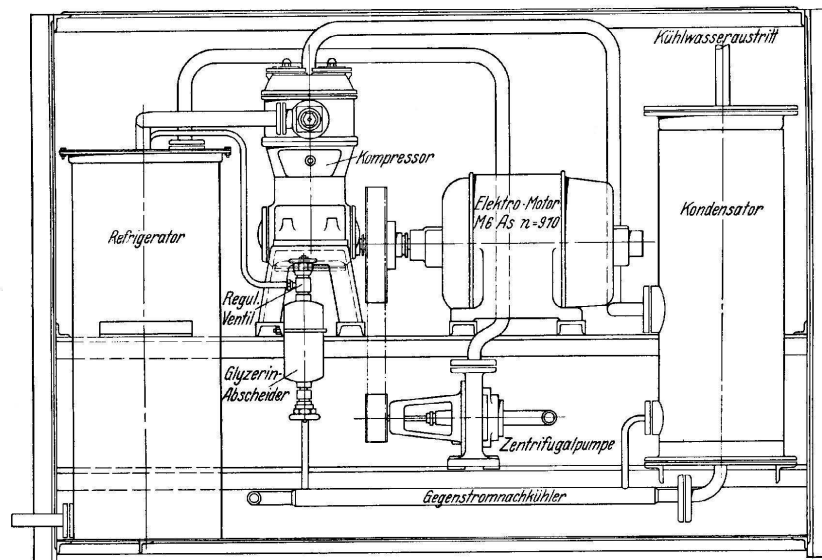 Kühlwasseraustritt
Kompressor
Elektro-Motor
M6 As n=910
Kondensator
Refrigerator
Regul.
Ventil
Glyzerin-
Abscheider
Zentrifugalpumpe
Gegenstromnachkühler